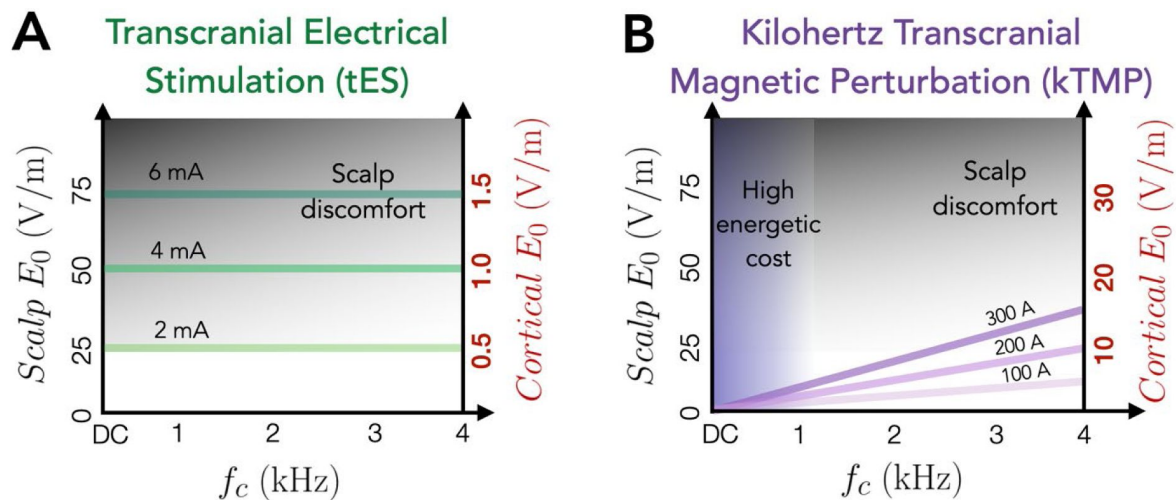 A
Transcranial Electrical
Stimulation (tES)
Scalp E₀ (V/m)
75
50
25
0
6 mA
4 mA
2 mA
Scalp
discomfort
1.5
1.0
0.5
Cortical E₀ (V/m)
DC 1 2 3 4
f_c (kHz)
B
Kilohertz Transcranial
Magnetic Perturbation (kTMP)
Scalp E₀ (V/m)
75
50
25
0
High
energetic
cost
Scalp
discomfort
300 A
200 A
100 A
30
20
10
Cortical E₀ (V/m)
DC 1 2 3 4
f_c (kHz)